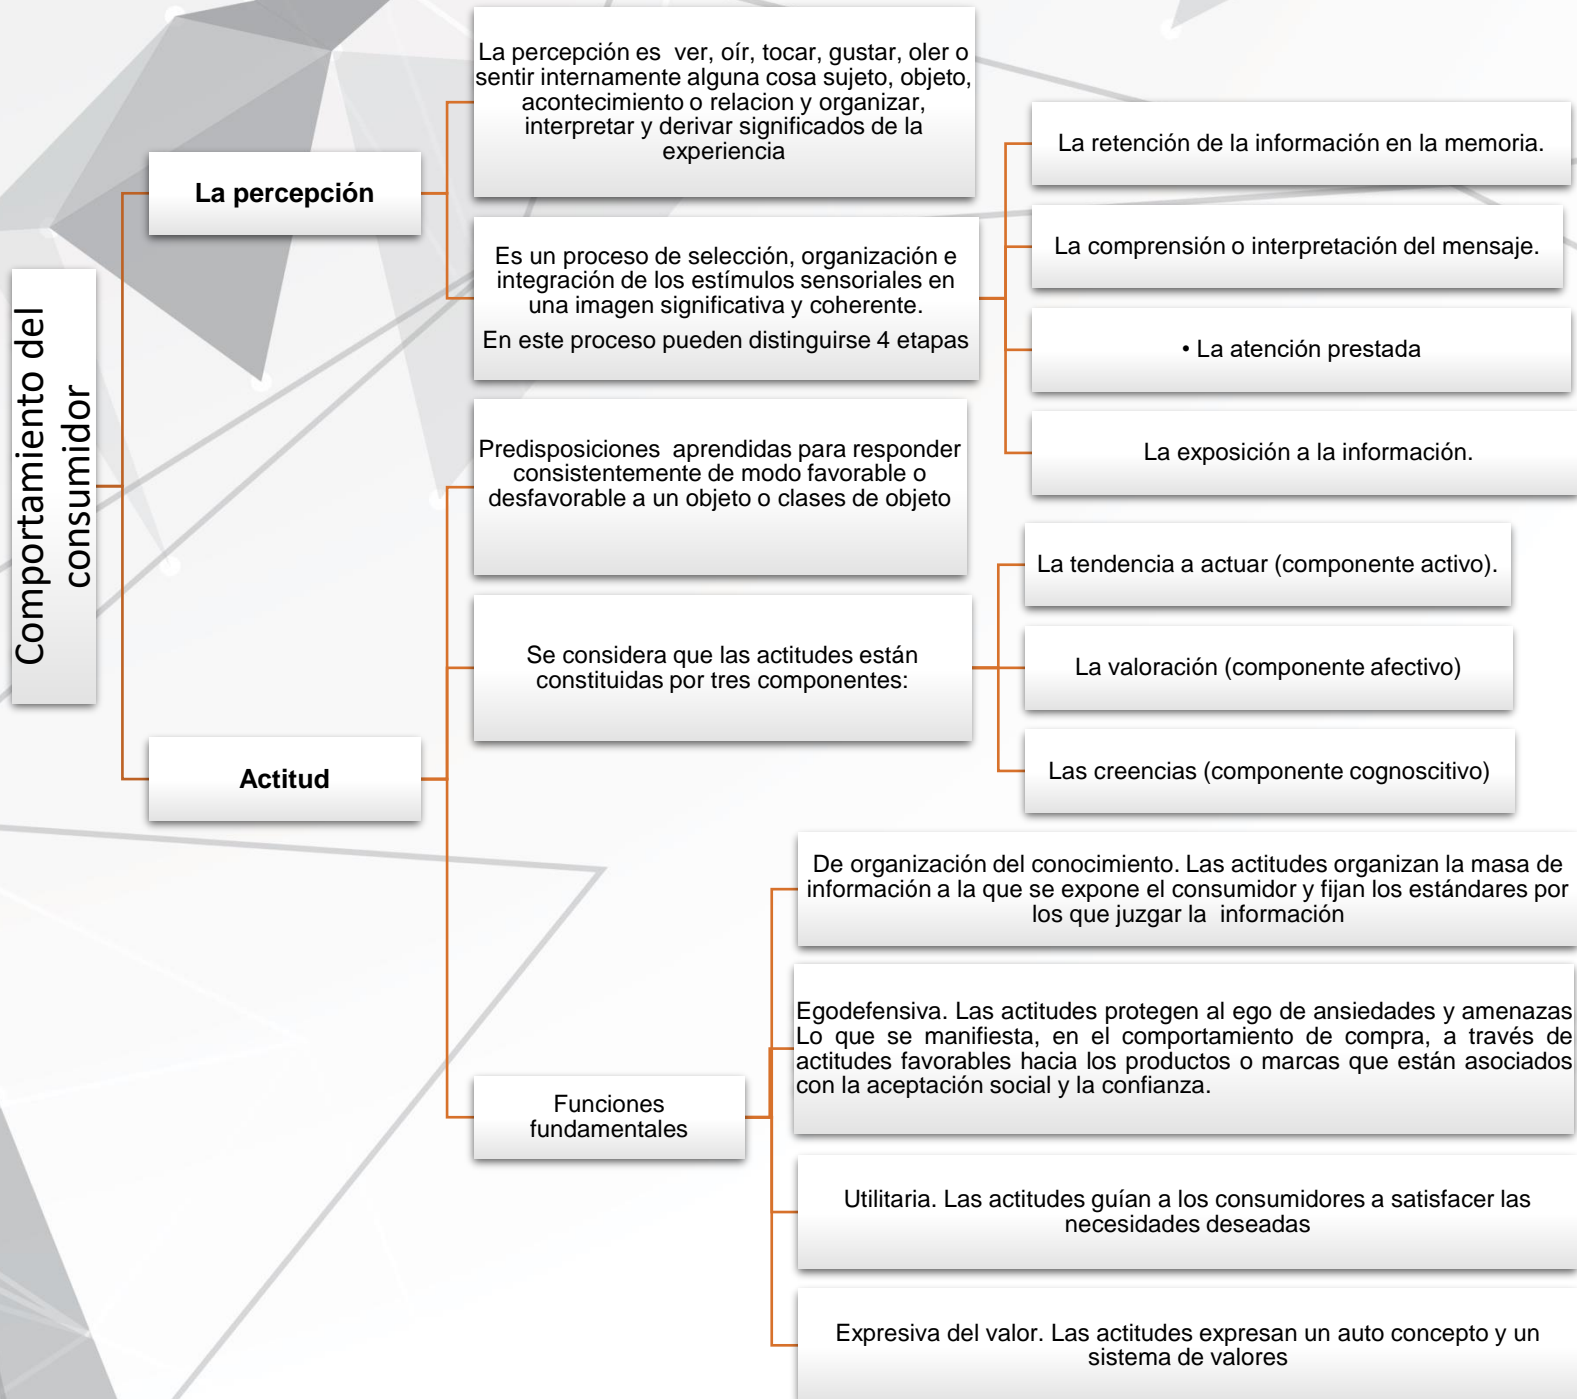 Comportamiento del
consumidor
La percepción
La percepción es  ver, oír, tocar, gustar, oler o
sentir internamente alguna cosa sujeto, objeto,
acontecimiento o relacion y organizar,
interpretar y derivar significados de la
experiencia
Es un proceso de selección, organización e
integración de los estímulos sensoriales en
una imagen significativa y coherente.
En este proceso pueden distinguirse 4 etapas
La retención de la información en la memoria.
La comprensión o interpretación del mensaje.
• La atención prestada
La exposición a la información.
Actitud
Predisposiciones  aprendidas para responder
consistentemente de modo favorable o
desfavorable a un objeto o clases de objeto
Se considera que las actitudes están
constituidas por tres componentes:
La tendencia a actuar (componente activo).
La valoración (componente afectivo)
Las creencias (componente cognoscitivo)
Funciones
fundamentales
De organización del conocimiento. Las actitudes organizan la masa de
información a la que se expone el consumidor y fijan los estándares por
los que juzgar la  información
Egodefensiva. Las actitudes protegen al ego de ansiedades y amenazas
Lo que se manifiesta, en el comportamiento de compra, a través de
actitudes favorables hacia los productos o marcas que están asociados
con la aceptación social y la confianza.
Utilitaria. Las actitudes guían a los consumidores a satisfacer las
necesidades deseadas
Expresiva del valor. Las actitudes expresan un auto concepto y un
sistema de valores